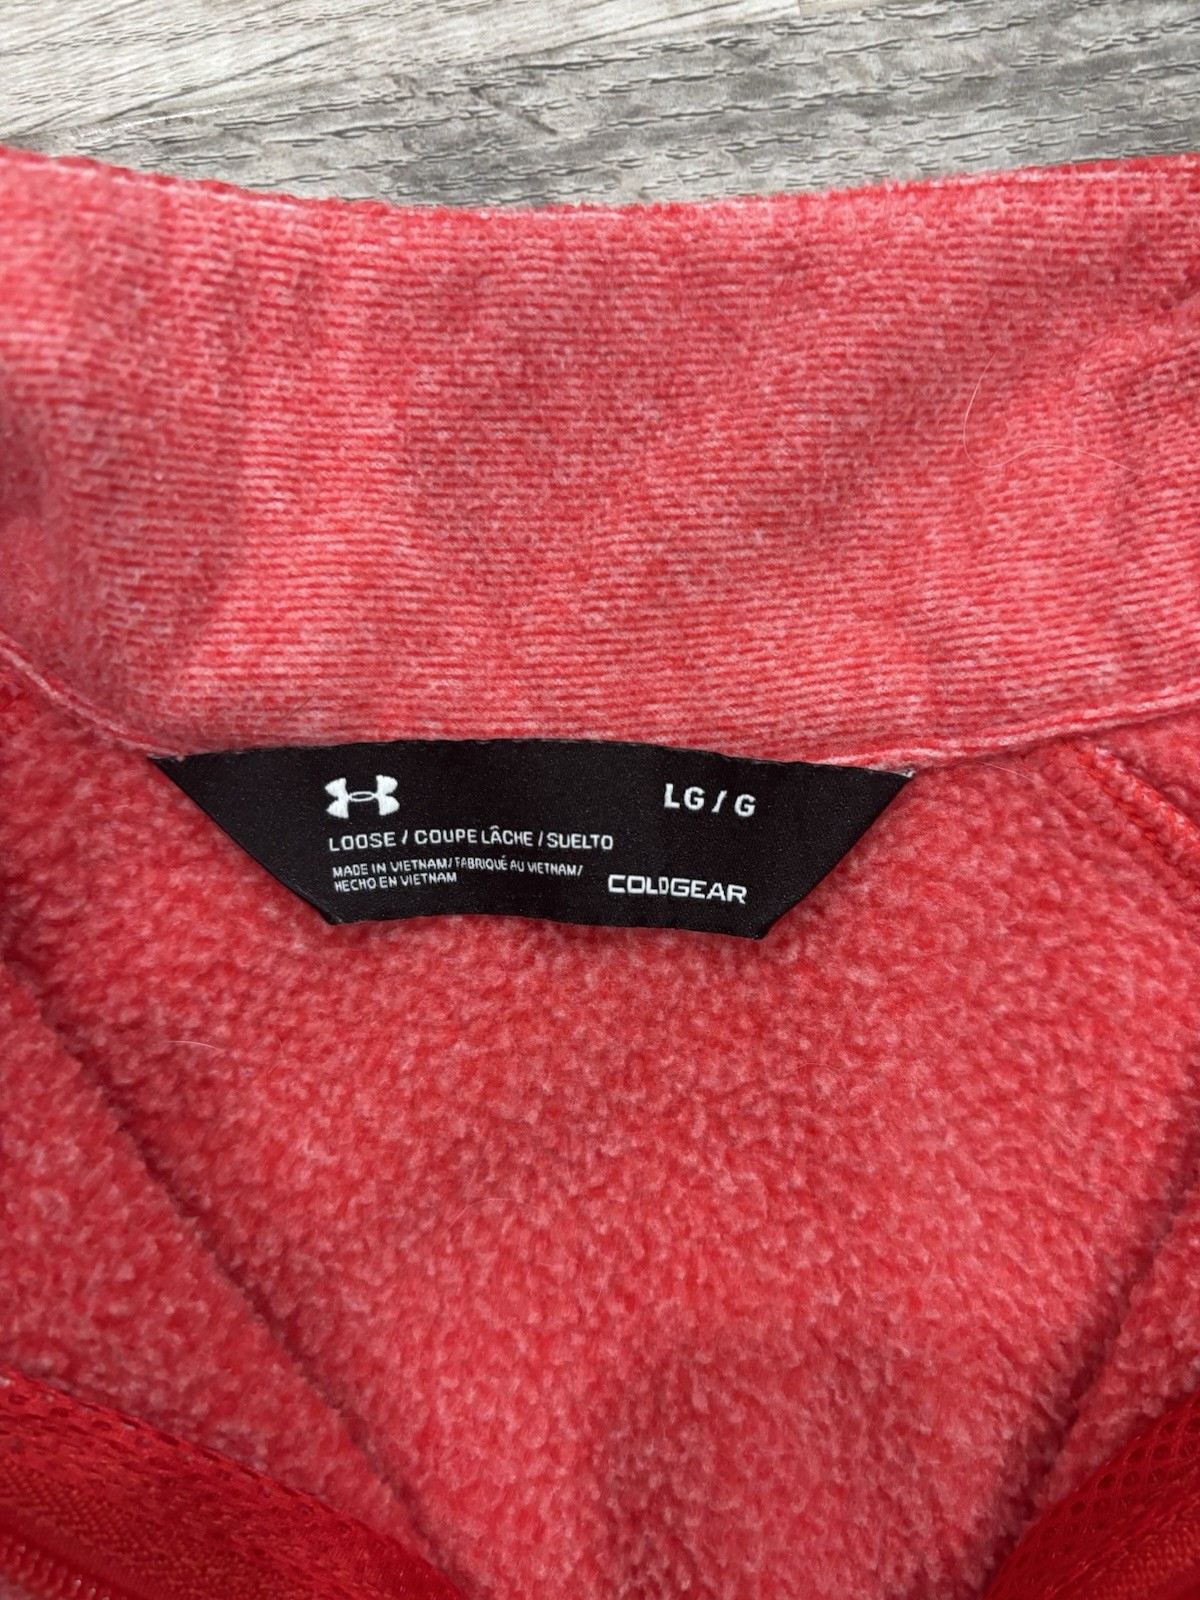 LG / G
LOOSE / COUPE LÂCHE / SUELTO
MADE IN VIETNAM / FABRIQUÉ AU VIETNAM /
HECHO EN VIETNAM
COLDGEAR